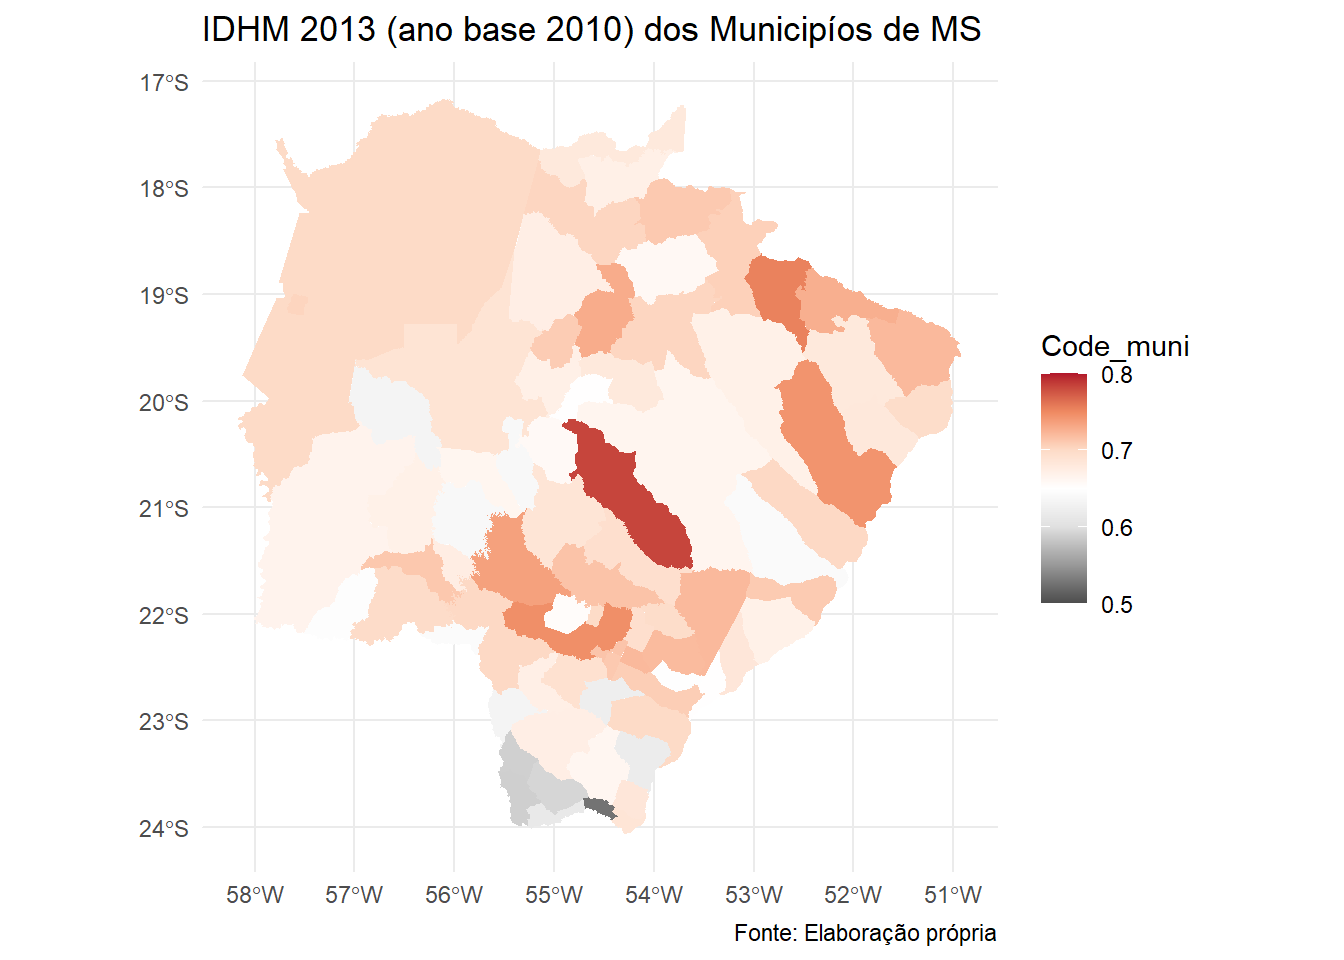 IDHM 2013 (ano base 2010) dos Municipíos de MS
17°S
18°S
19°S
20°S
21°S
22°S
23°S
24°S
58°W
57°W
56°W
55°W
54°W
53°W
52°W
51°W
Code_muni
0.8
0.7
0.6
0.5
Fonte: Elaboração própria